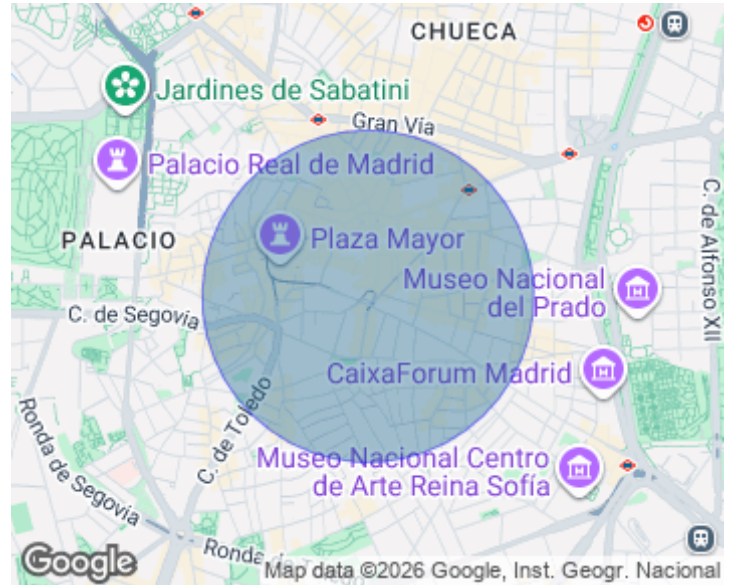 CHUECA
Jardines de Sabatini
Gran Vía
Palacio Real de Madrid
C. de Alfonso XII
PALACIO
Plaza Mayor
Museo Nacional
del Prado
C. de Segovia
CaixaForum Madrid
C. de Toledo
Ronda de
Segovia
Museo Nacional Centro
de Arte Reina Sofía
Google
Map data ©2026 Google, Inst. Geogr. Nacional